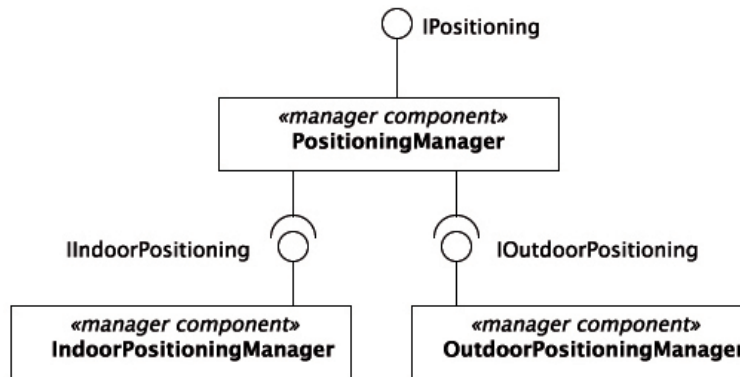 IPositioning
«manager component»
PositioningManager
IIndoorPositioning
IOutdoorPositioning
«manager component»
IndoorPositioningManager
«manager component»
OutdoorPositioningManager